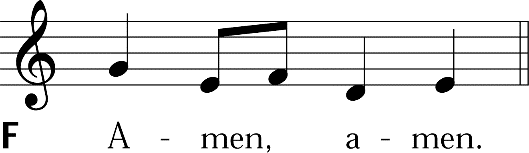 F A - men, a - men.